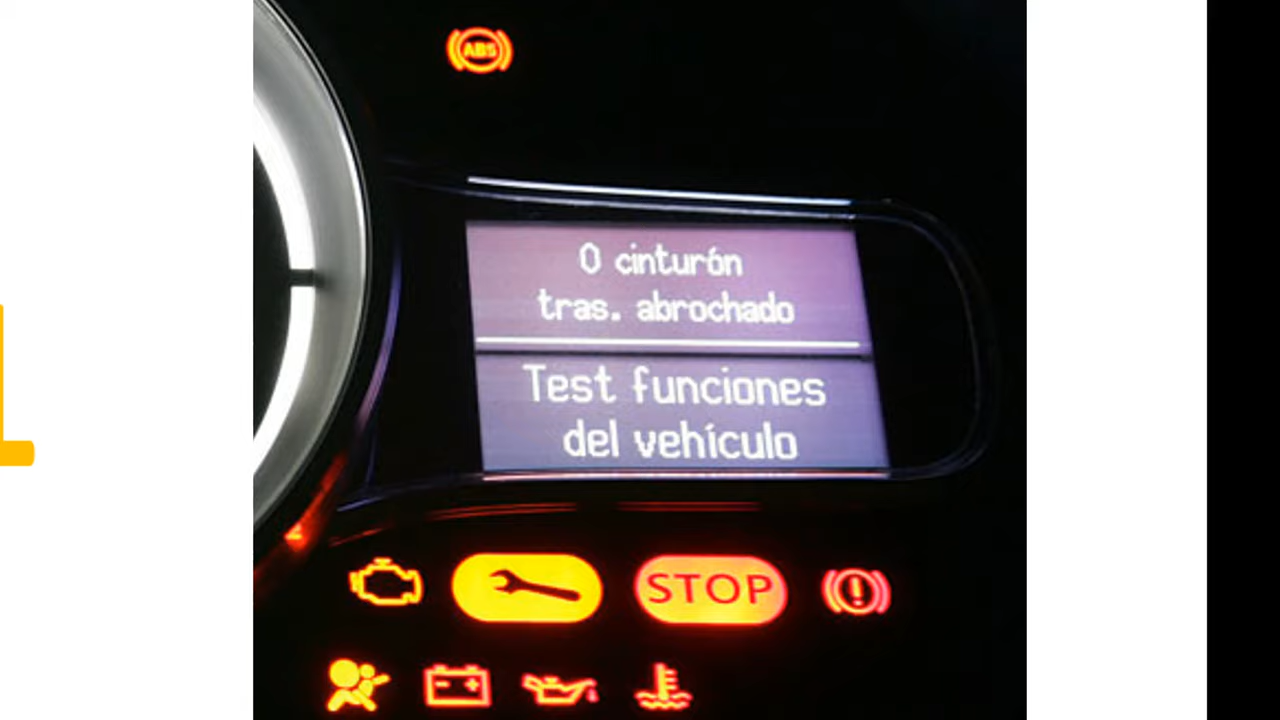 ABS
0 cinturón
tras. abrochado
Test funciones
del vehículo
STOP